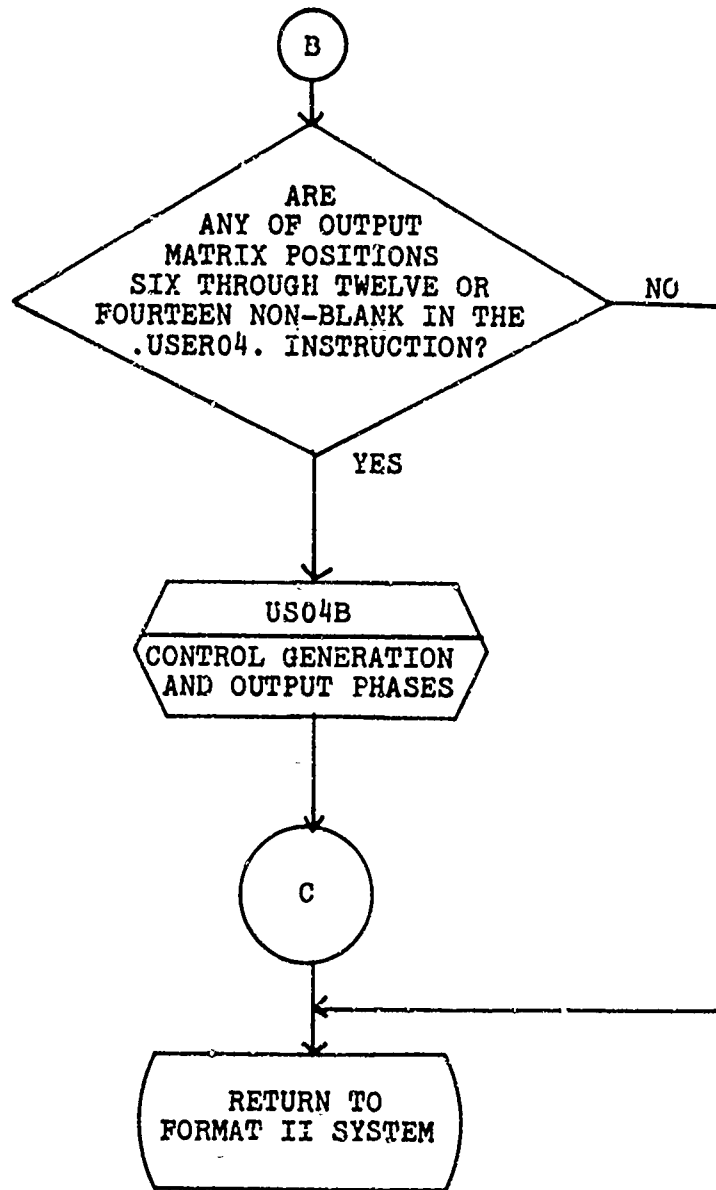 B
ARE
ANY OF OUTPUT
MATRIX POSITIONS
SIX THROUGH TWELVE OR
FOURTEEN NON-BLANK IN THE
.USER04. INSTRUCTION?
NO
YES
US04B
CONTROL GENERATION
AND OUTPUT PHASES
C
RETURN TO
FORMAT II SYSTEM